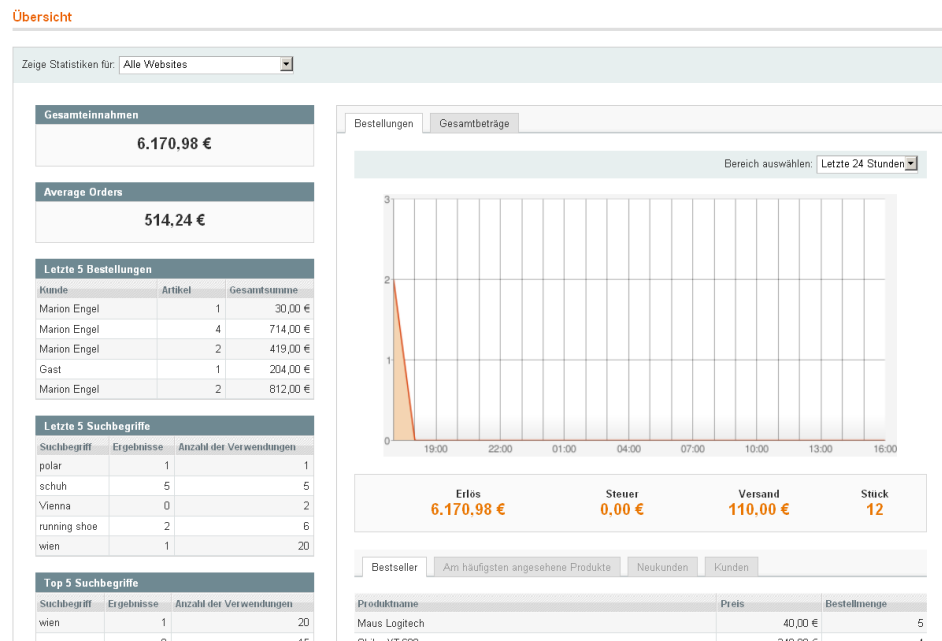 Übersicht
Zeige Statistiken für: Alle Websites
Gesamteinnahmen
6.170,98 €
Average Orders
514,24 €
Letzte 5 Bestellungen
Kunde Artikel Gesamtsumme
Marion Engel 1 30,00 €
Marion Engel 4 714,00 €
Marion Engel 2 419,00 €
Gast 1 204,00 €
Marion Engel 2 812,00 €
Letzte 5 Suchbegriffe
Suchbegriff Ergebnisse Anzahl der Verwendungen
polar 1 1
schuh 5 5
Vienna 0 2
running shoe 2 6
wien 1 20
Top 5 Suchbegriffe
Suchbegriff Ergebnisse Anzahl der Verwendungen
wien 1 20
Bestellungen Gesamtbeträge
Bereich auswählen: Letzte 24 Stunden
3
2
1
0
19:00 22:00 01:00 04:00 07:00 10:00 13:00 16:00
Erlös Steuer Versand Stück
6.170,98 € 0,00 € 110,00 € 12
Bestseller Am häufigsten angesehene Produkte Neukunden Kunden
Produktname Preis Bestellmenge
Maus Logitech 40,00 € 5